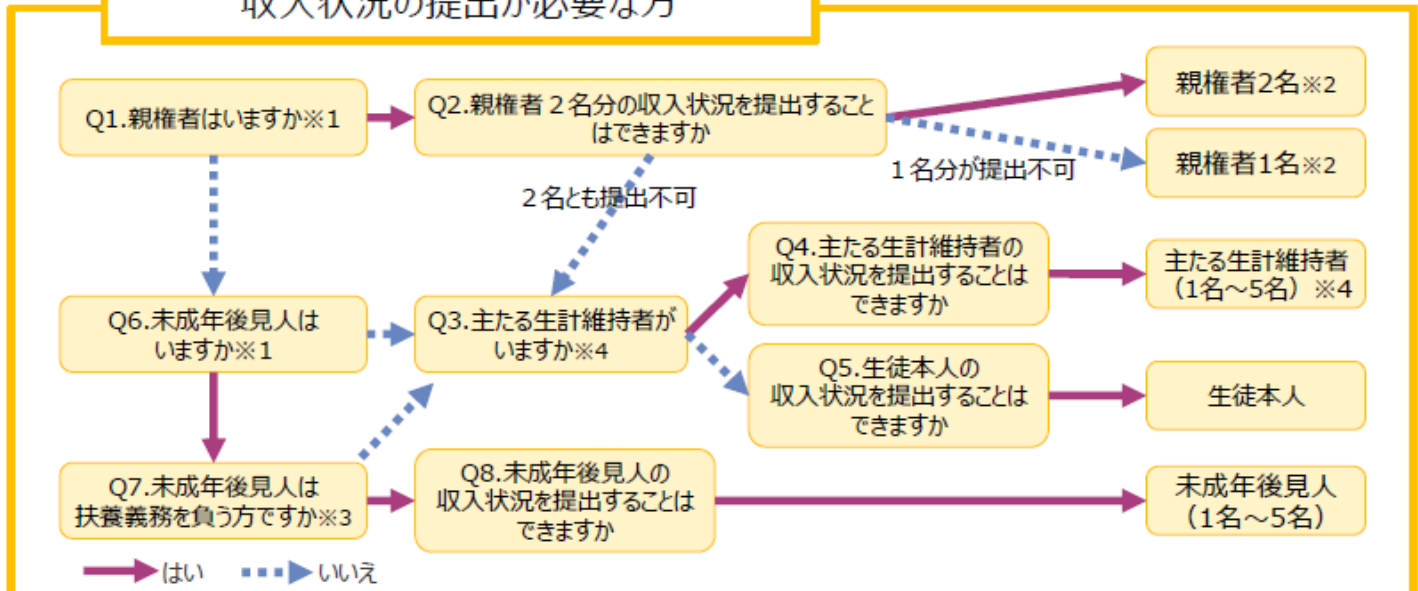 収入状況の提出が必要な方
Q1.親権者はいますか※1
Q2.親権者２名分の収入状況を提出すること
はできますか
親権者2名※2
親権者1名※2
１名分が提出不可
２名とも提出不可
Q6.未成年後見人は
いますか※1
Q3.主たる生計維持者が
いますか※4
Q4.主たる生計維持者の
収入状況を提出することは
できますか
主たる生計維持者
（1名～5名）※4
Q5.生徒本人の
収入状況を提出することは
できますか
生徒本人
Q7.未成年後見人は
扶養義務を負う方ですか※3
Q8.未成年後見人の
収入状況を提出することは
できますか
未成年後見人
（1名～5名）
はい
いいえ